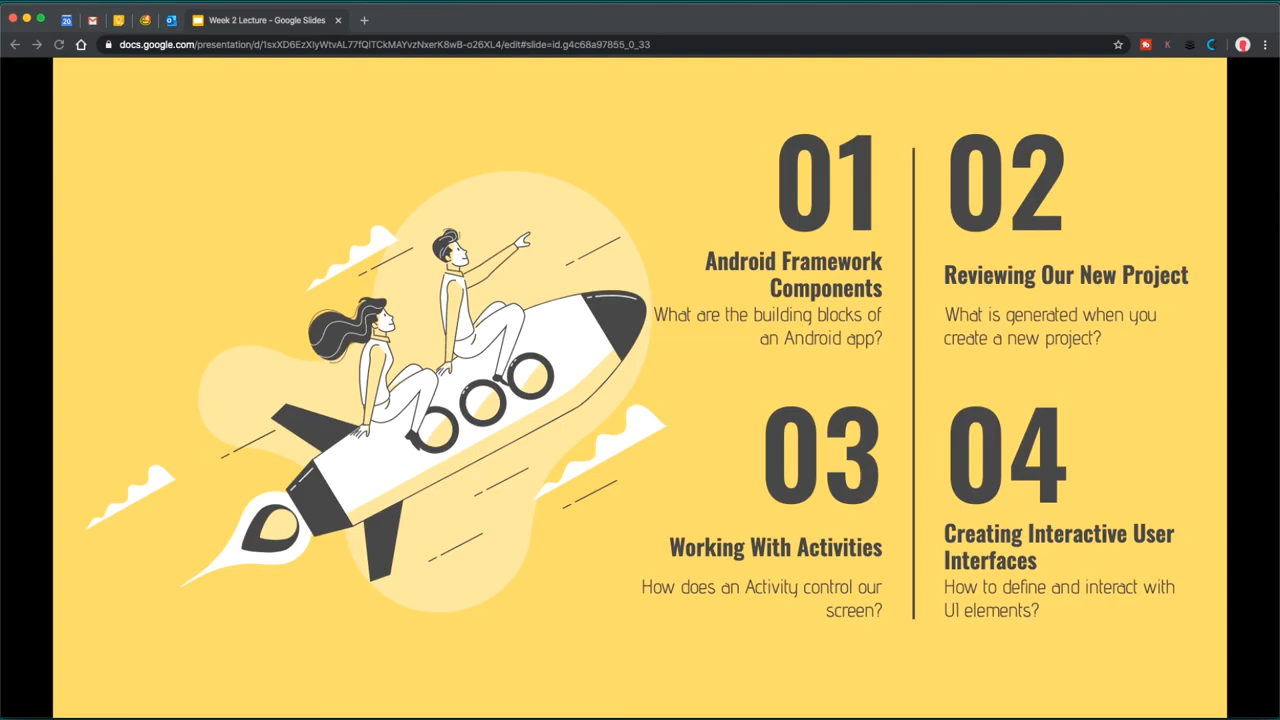 20
Week 2 Lecture - Google Slides
docs.google.com/presentation/d/1sxXD6EzXIyWtvAL77fQITCkMAYvzNxerK8wB-o26XL4/edit#slide=id.g4c68a97855_0_33
K
01
Android Framework
Components
What are the building blocks of
an Android app?
02
Reviewing Our New Project
What is generated when you
create a new project?
03
Working With Activities
How does an Activity control our
screen?
04
Creating Interactive User
Interfaces
How to define and interact with
UI elements?